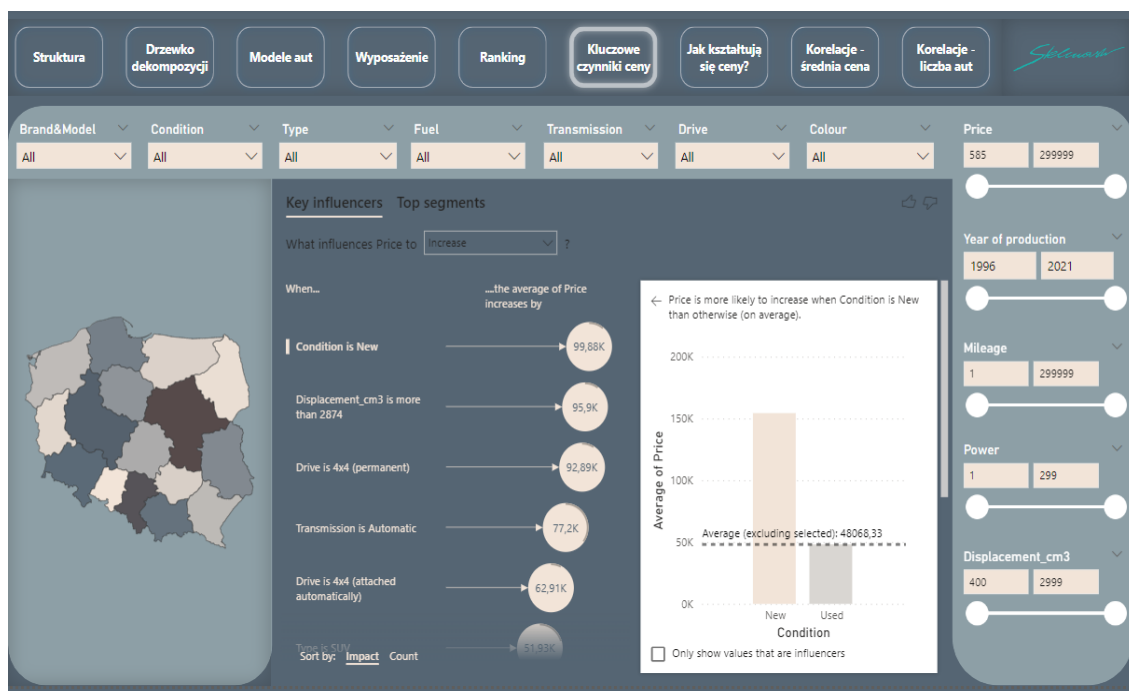 Struktura
Drzewko
dekompozycji
Modele aut
Wyposażenie
Ranking
Kluczowe
czynniki ceny
Jak kształtują
się ceny?
Korelacje -
średnia cena
Korelacje -
liczba aut
Brand&Model
All
Condition
All
Type
All
Fuel
All
Transmission
All
Drive
All
Colour
All
Price
585 299999
Year of production
1996 2021
Mileage
1 299999
Power
1 299
Displacement_cm3
400 2999
Key influencers Top segments
What influences Price to Increase ?
When...
....the average of Price
increases by
Condition is New
99,88K
Displacement_cm3 is more
than 2874
95,9K
Drive is 4x4 (permanent)
92,89K
Transmission is Automatic
77,2K
Drive is 4x4 (attached
automatically)
62,91K
Type is SUV
51,93K
Sort by: Impact Count
Price is more likely to increase when Condition is New
than otherwise (on average).
200K
150K
100K
50K
0K
Average of Price
Average (excluding selected): 48068,33
New Used
Condition
Only show values that are influencers